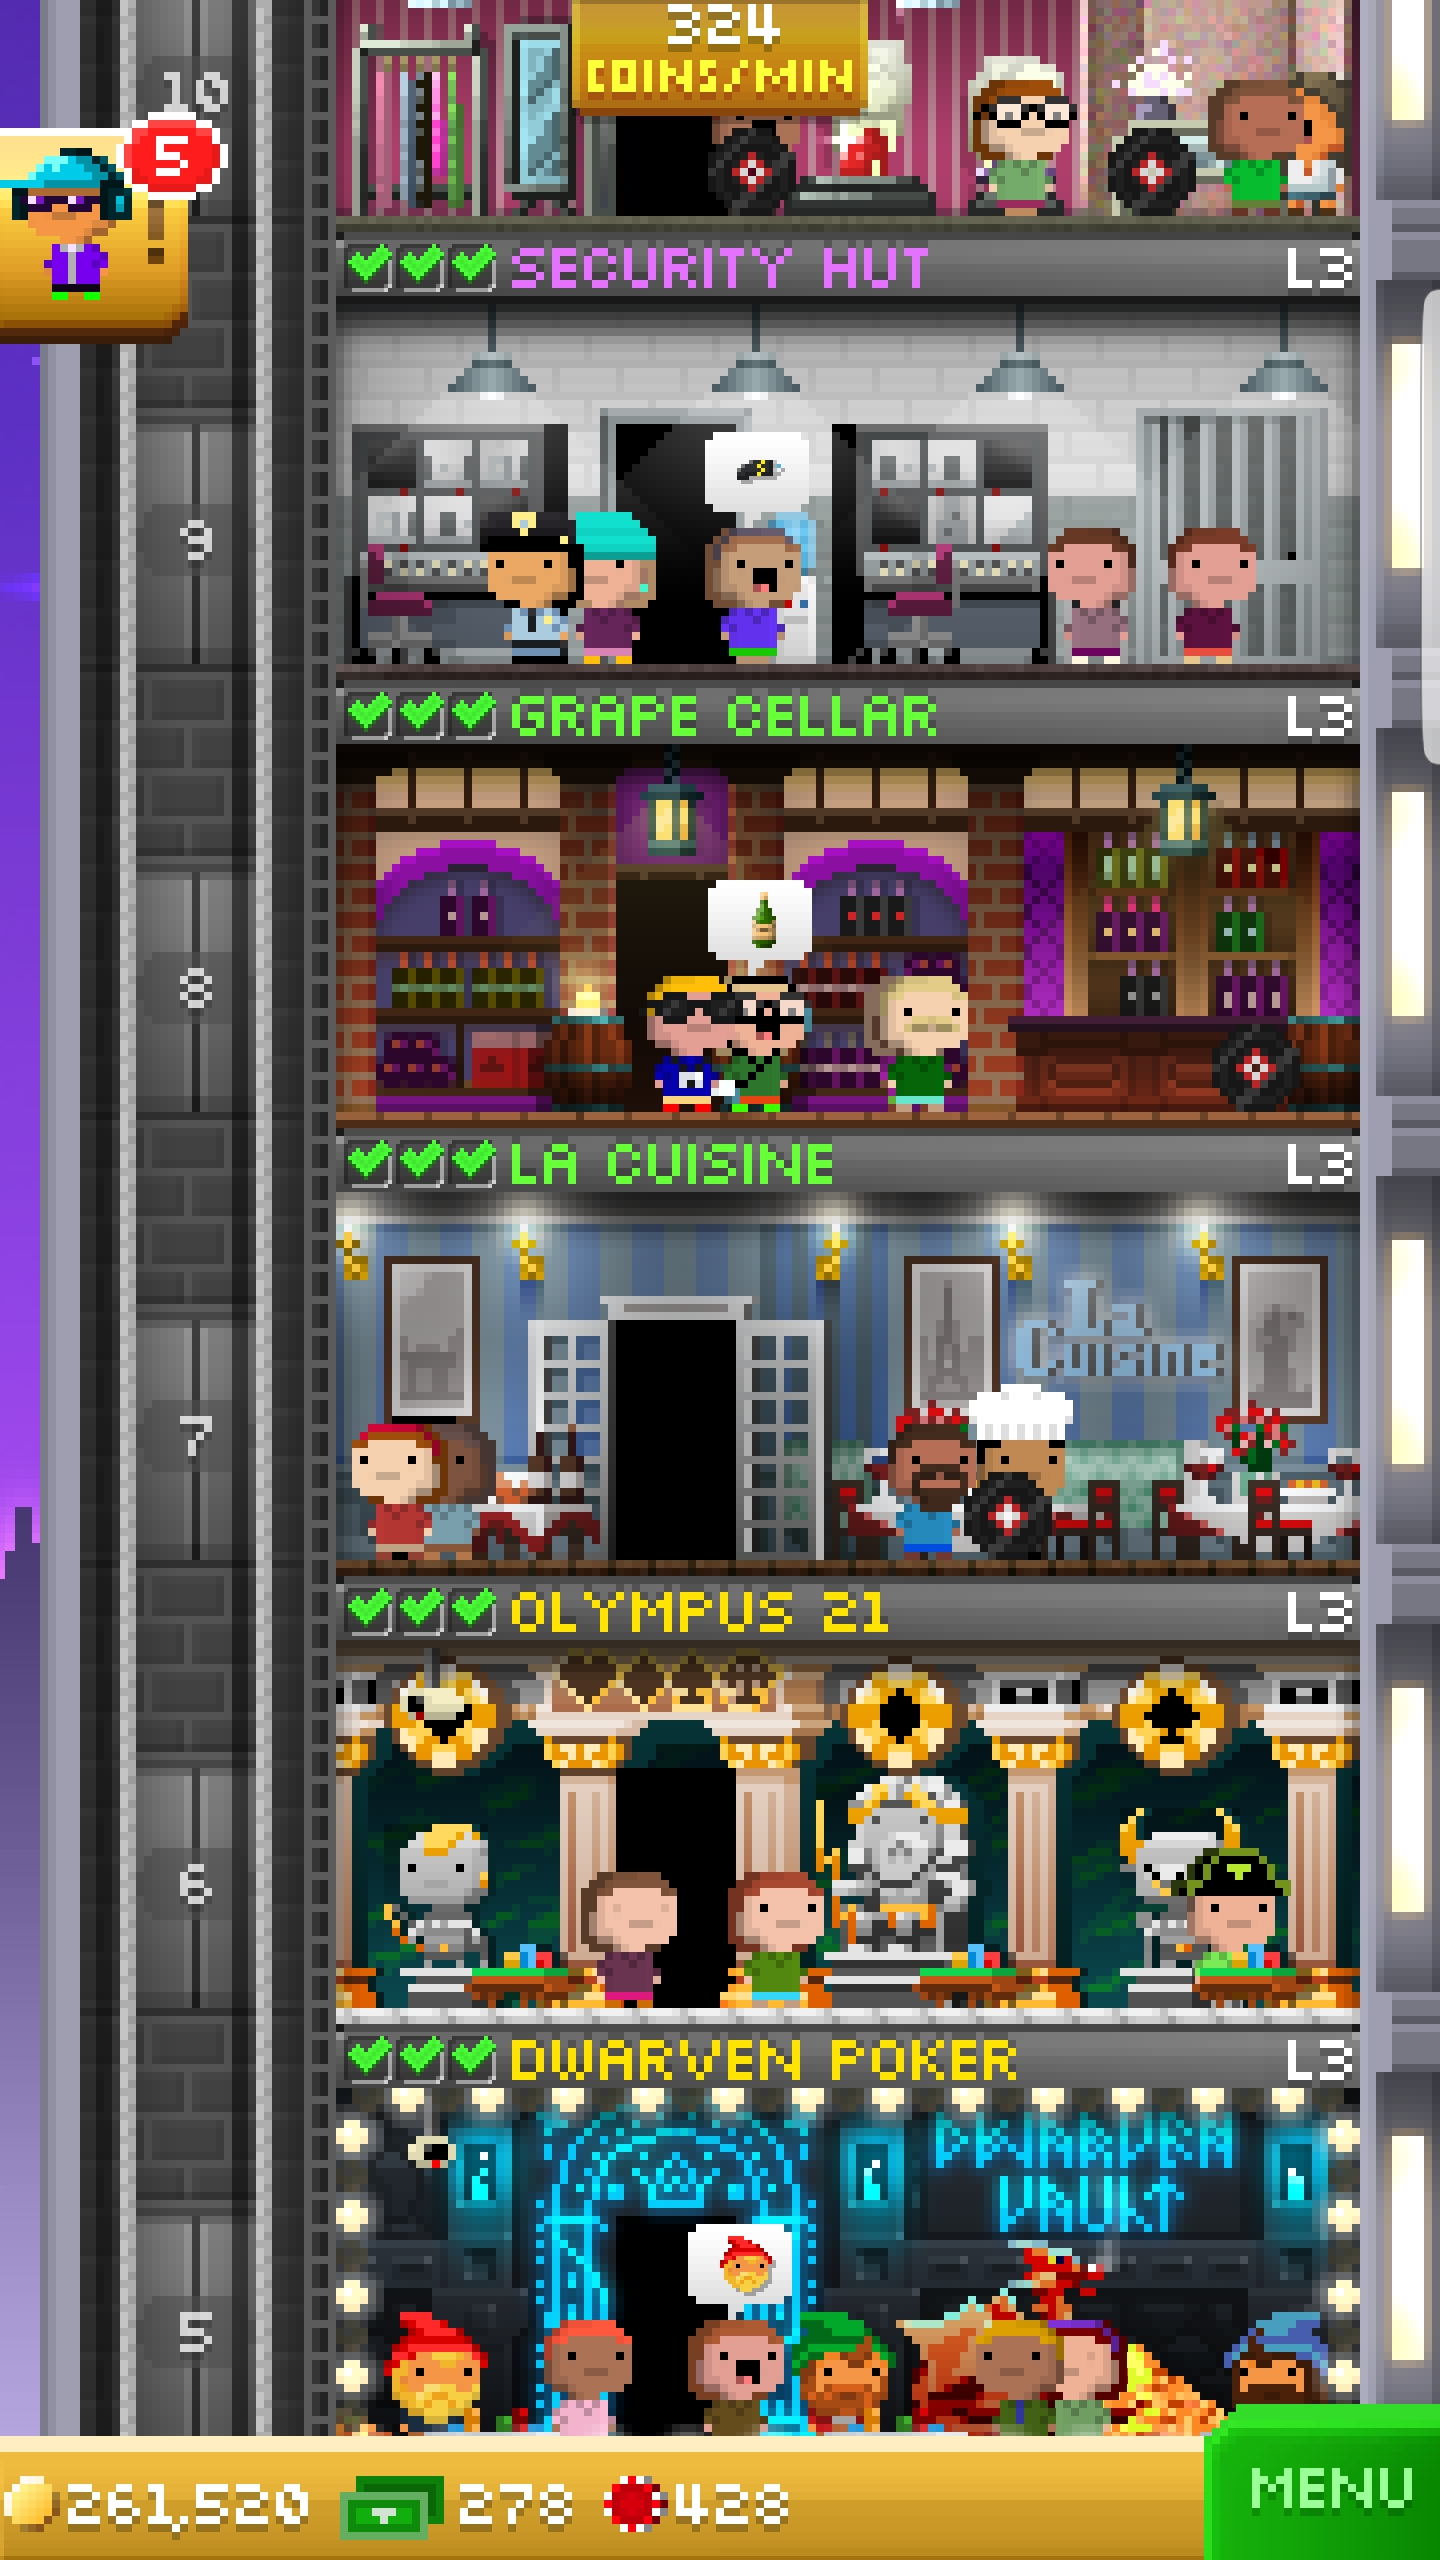 324
COINS/MIN
10
5
SECURITY HUT L3
9
GRAPE CELLAR L3
8
LA CUISINE L3
La
Cuisine
7
OLYMPUS 21 L3
6
DWARVEN POKER L3
DWARVEN
VAULT
5
261,520 278 428
MENU